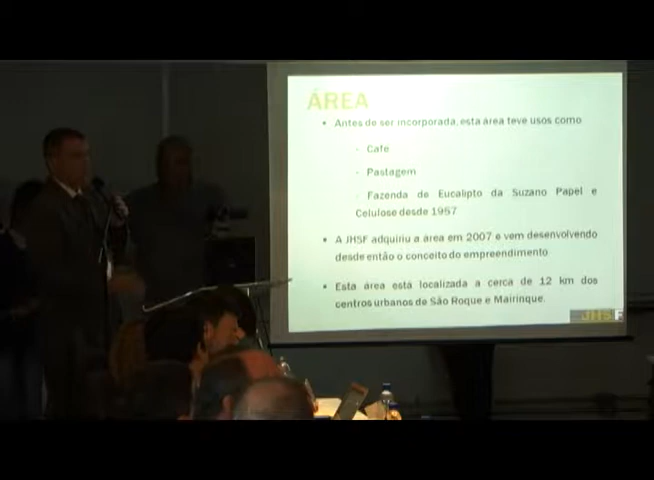 ÁREA
• Antes de ser incorporada, esta área teve usos como
- Cafe
- Pastagem
- Fazenda de Eucalipto da Suzano Papel e
Celulose desde 1957
• A JHSF adquiriu a área em 2007 e vem desenvolvendo
desde então o conceito do empreendimento
• Esta área está localizada a cerca de 12 km dos
centros urbanos de São Roque e Mairinque.
JHSF